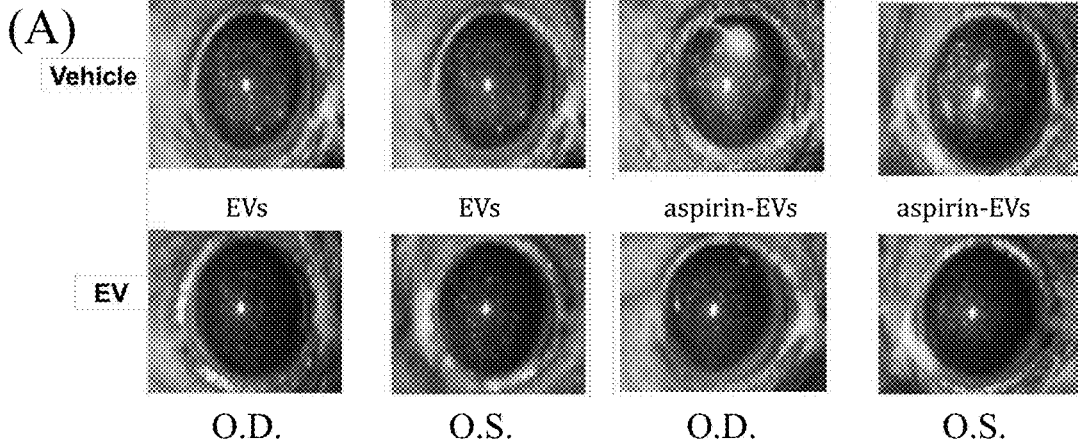 (A)
Vehicle
EVs EVs aspirin-EVs aspirin-EVs
EV
O.D. O.S. O.D. O.S.